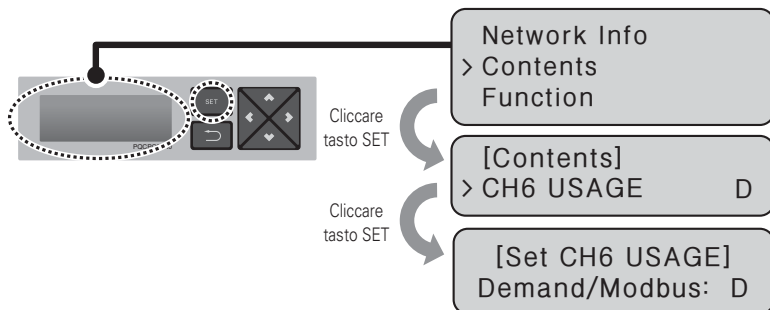 Network Info
> Contents
Function
SET
Cliccare
tasto SET
[Contents]
> CH6 USAGE D
Cliccare
tasto SET
[Set CH6 USAGE]
Demand/Modbus: D